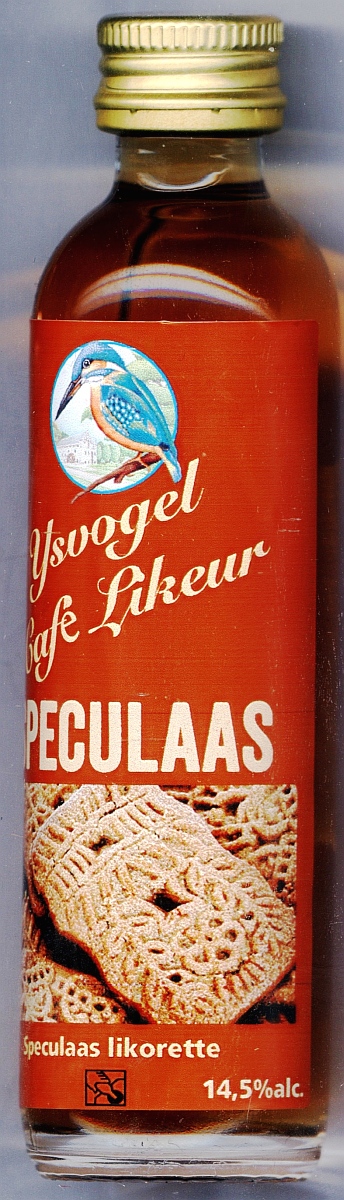 Ysvogel
Café Likeur
SPECULAAS
Speculaas likorette
14,5%alc.